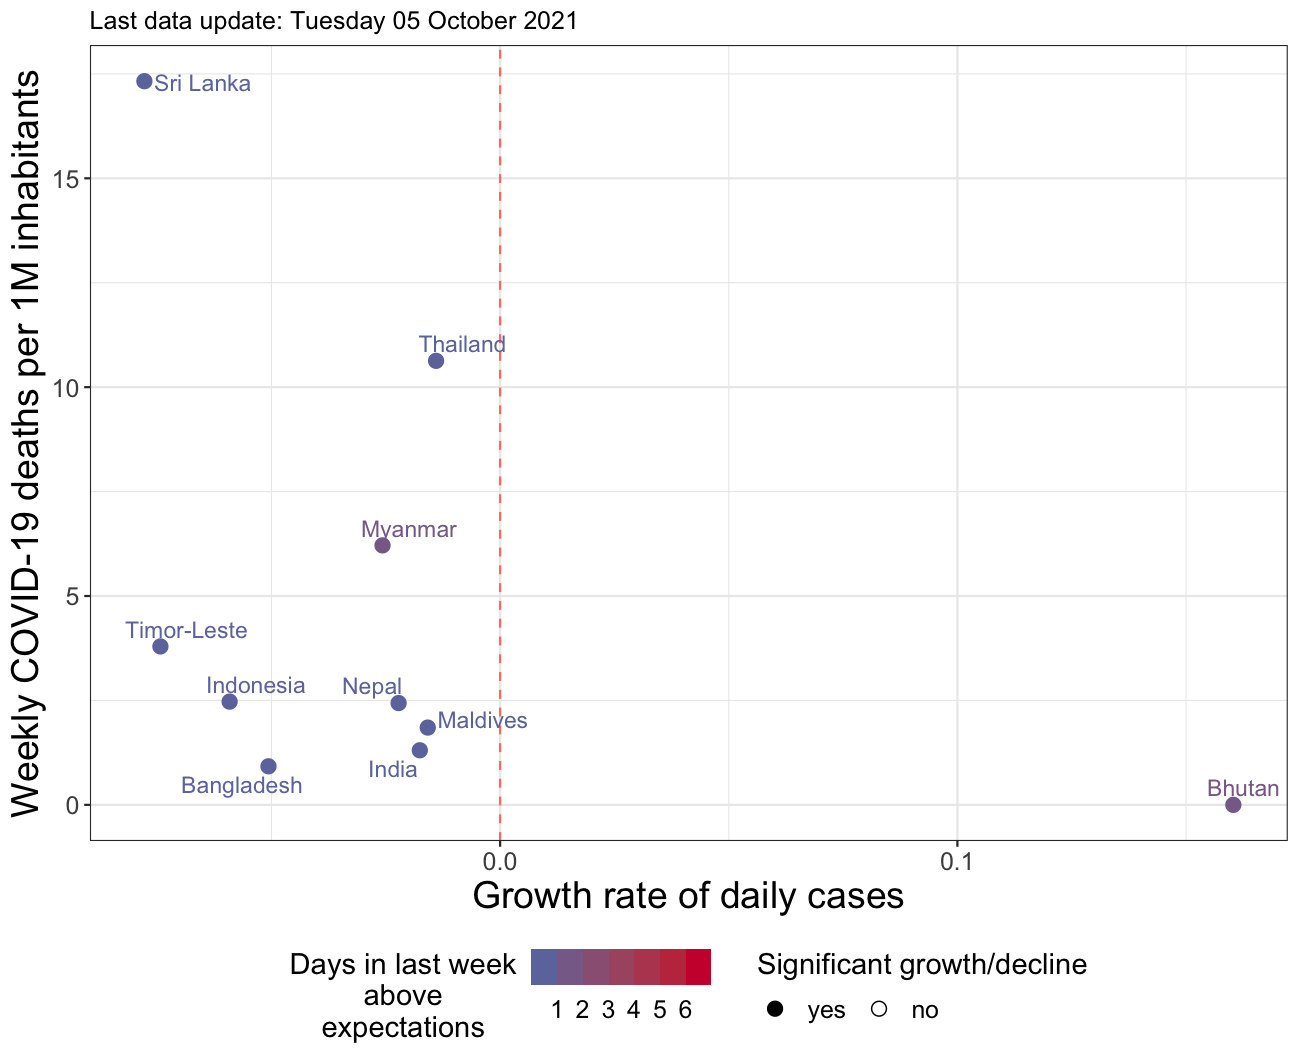 Last data update: Tuesday 05 October 2021
Weekly COVID-19 deaths per 1M inhabitants
15
10
5
0
Sri Lanka
Thailand
Myanmar
Timor-Leste
Indonesia
Nepal
Maldives
India
Bangladesh
Bhutan
0.0 0.1
Growth rate of daily cases
Days in last week
above
expectations
1 2 3 4 5 6
Significant growth/decline
yes no